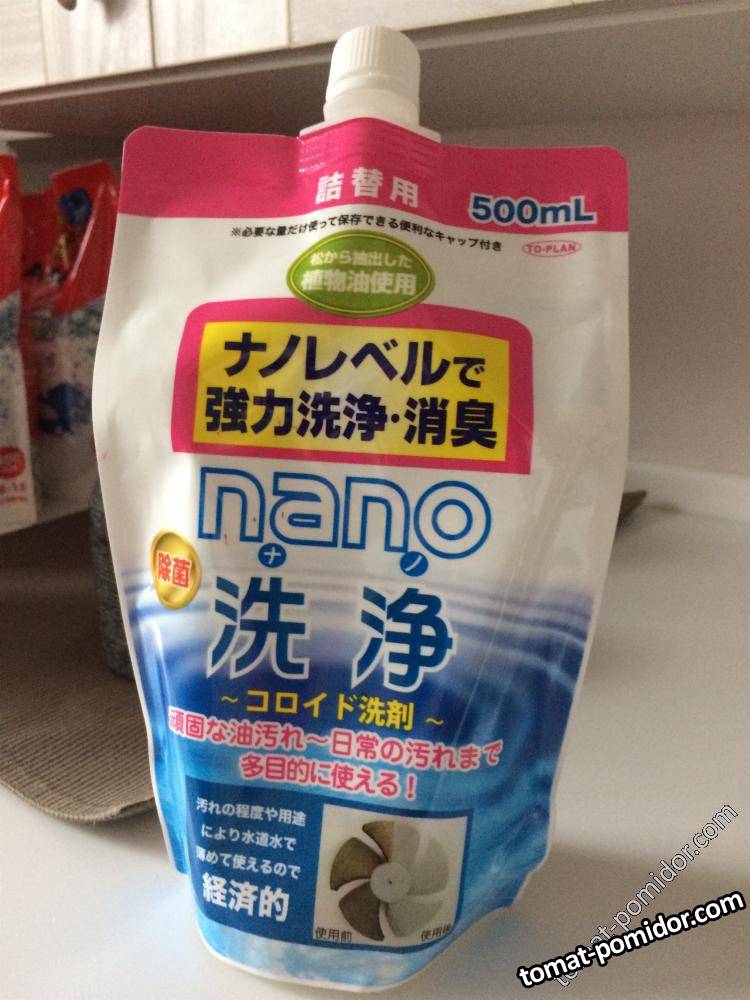 詰替用
500mL
※必要な量だけ使って保存できる便利なキャップ付き
TO-PLAN
松から抽出した
植物油使用
ナノレベルで
強力洗浄・消臭
nano
ナ ノ
除菌
洗浄
～コロイド洗剤～
頑固な油汚れ～日常の汚れまで
多目的に使える！
汚れの程度や用途
により水道水で
薄めて使えるので
経済的
使用前
使用後
tomat-pomidor.com
tomat-pomidor.com